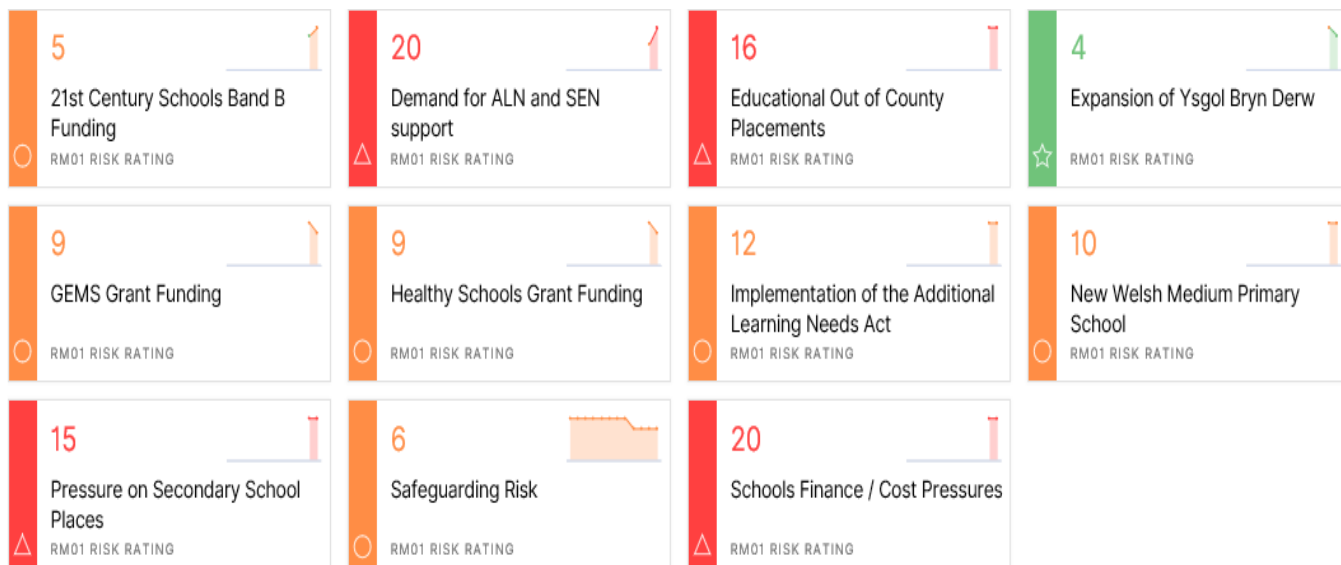 5
21st Century Schools Band B
Funding
RM01 RISK RATING
20
Demand for ALN and SEN
support
RM01 RISK RATING
16
Educational Out of County
Placements
RM01 RISK RATING
4
Expansion of Ysgol Bryn Derw
RM01 RISK RATING
9
GEMS Grant Funding
RM01 RISK RATING
9
Healthy Schools Grant Funding
RM01 RISK RATING
12
Implementation of the Additional
Learning Needs Act
RM01 RISK RATING
10
New Welsh Medium Primary
School
RM01 RISK RATING
15
Pressure on Secondary School
Places
RM01 RISK RATING
6
Safeguarding Risk
RM01 RISK RATING
20
Schools Finance / Cost Pressures
RM01 RISK RATING